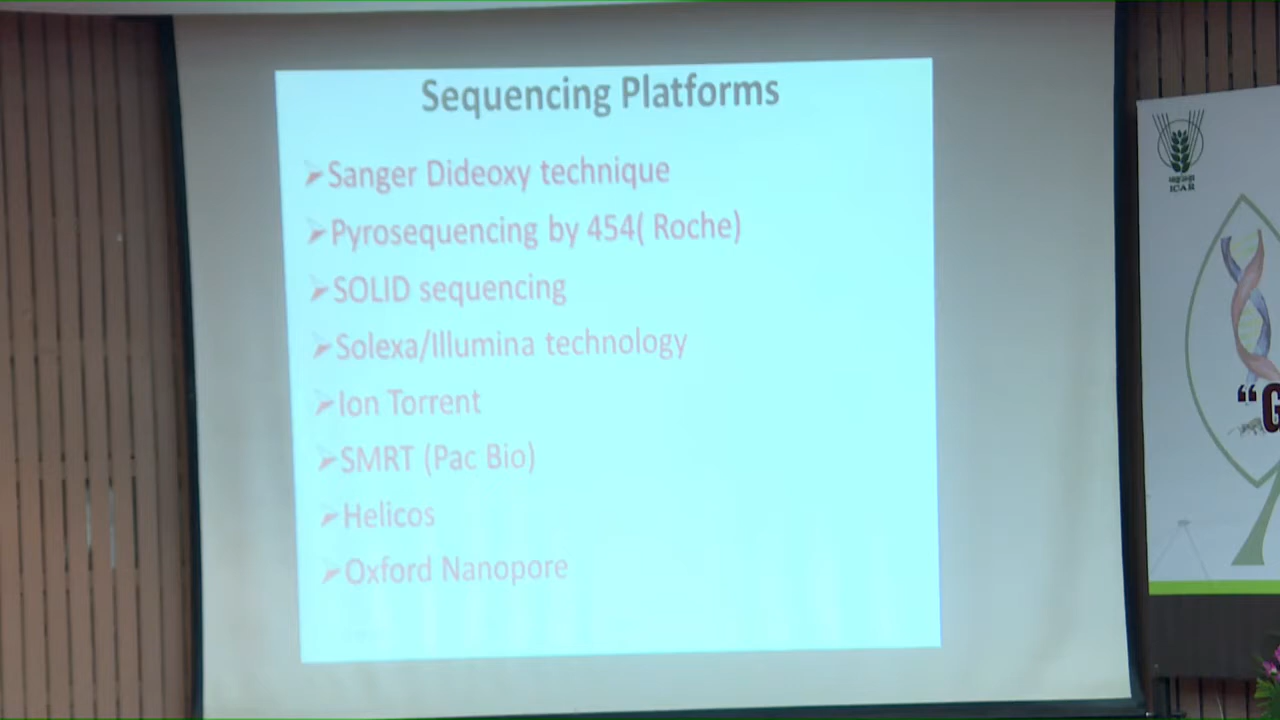 Sequencing Platforms
➢Sanger Dideoxy technique
➢Pyrosequencing by 454( Roche)
➢SOLID sequencing
➢Solexa/Illumina technology
➢Ion Torrent
➢SMRT (Pac Bio)
➢Helicos
➢Oxford Nanopore
ICAR
“G